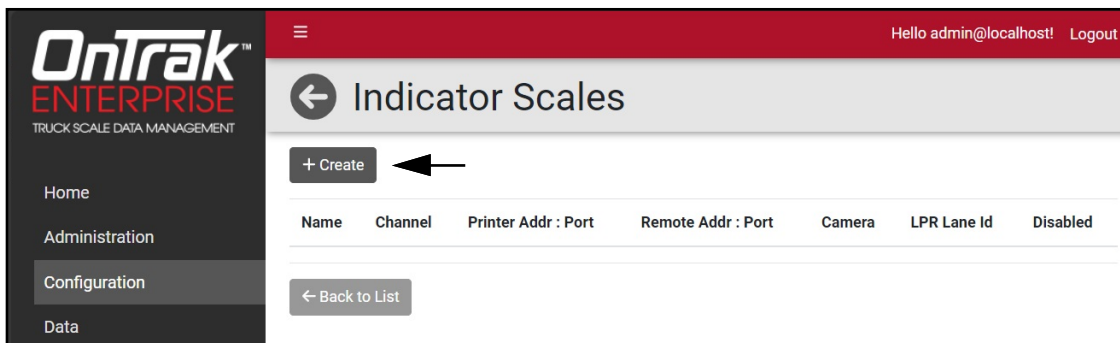 OnTrak™
ENTERPRISE
TRUCK SCALE DATA MANAGEMENT
Home
Administration
Configuration
Data
Hello admin@localhost! Logout
Indicator Scales
+ Create
Name Channel Printer Addr : Port Remote Addr : Port Camera LPR Lane Id Disabled
← Back to List